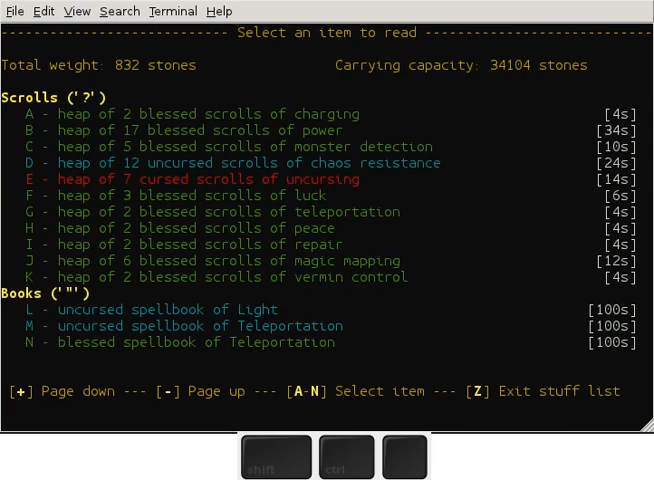 File Edit View Search Terminal Help
---------------------------- Select an item to read ----------------------------
Total weight: 832 stones Carrying capacity: 34104 stones
Scrolls ('?')
A - heap of 2 blessed scrolls of charging [4s]
B - heap of 17 blessed scrolls of power [34s]
C - heap of 5 blessed scrolls of monster detection [10s]
D - heap of 12 uncursed scrolls of chaos resistance [24s]
E - heap of 7 cursed scrolls of uncursing [14s]
F - heap of 3 blessed scrolls of luck [6s]
G - heap of 2 blessed scrolls of teleportation [4s]
H - heap of 2 blessed scrolls of peace [4s]
I - heap of 2 blessed scrolls of repair [4s]
J - heap of 6 blessed scrolls of magic mapping [12s]
K - heap of 2 blessed scrolls of vermin control [4s]
Books ('"')
L - uncursed spellbook of Light [100s]
M - uncursed spellbook of Teleportation [100s]
N - blessed spellbook of Teleportation [100s]
[+] Page down --- [-] Page up --- [A-N] Select item --- [Z] Exit stuff list
shift ctrl